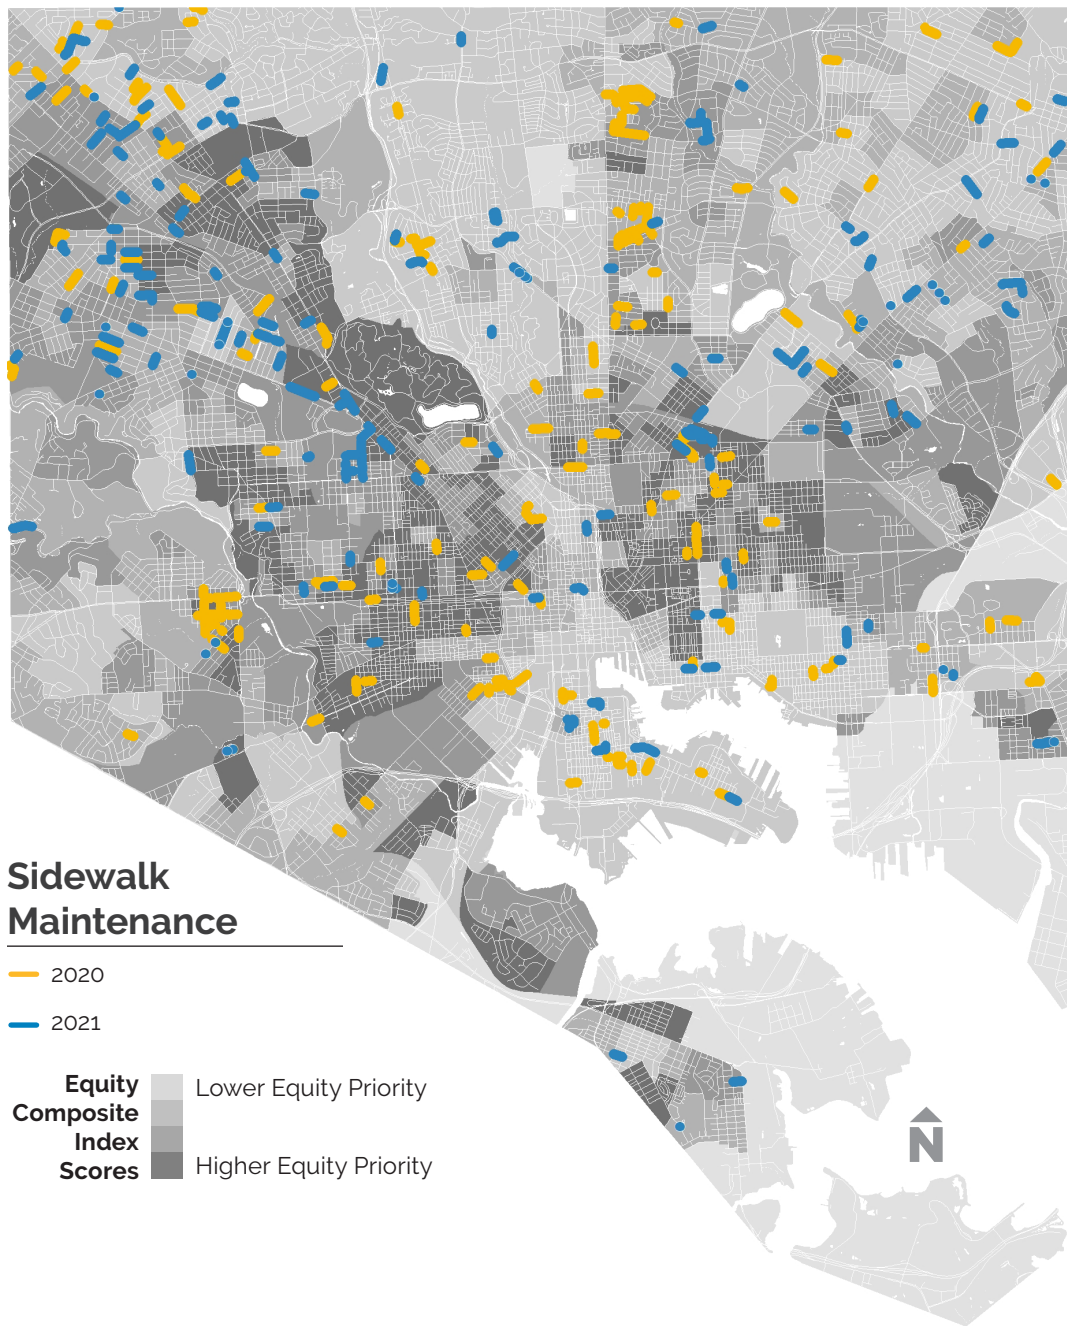 Sidewalk
Maintenance
2020
2021
Equity
Composite
Index
Scores
Lower Equity Priority
Higher Equity Priority
N